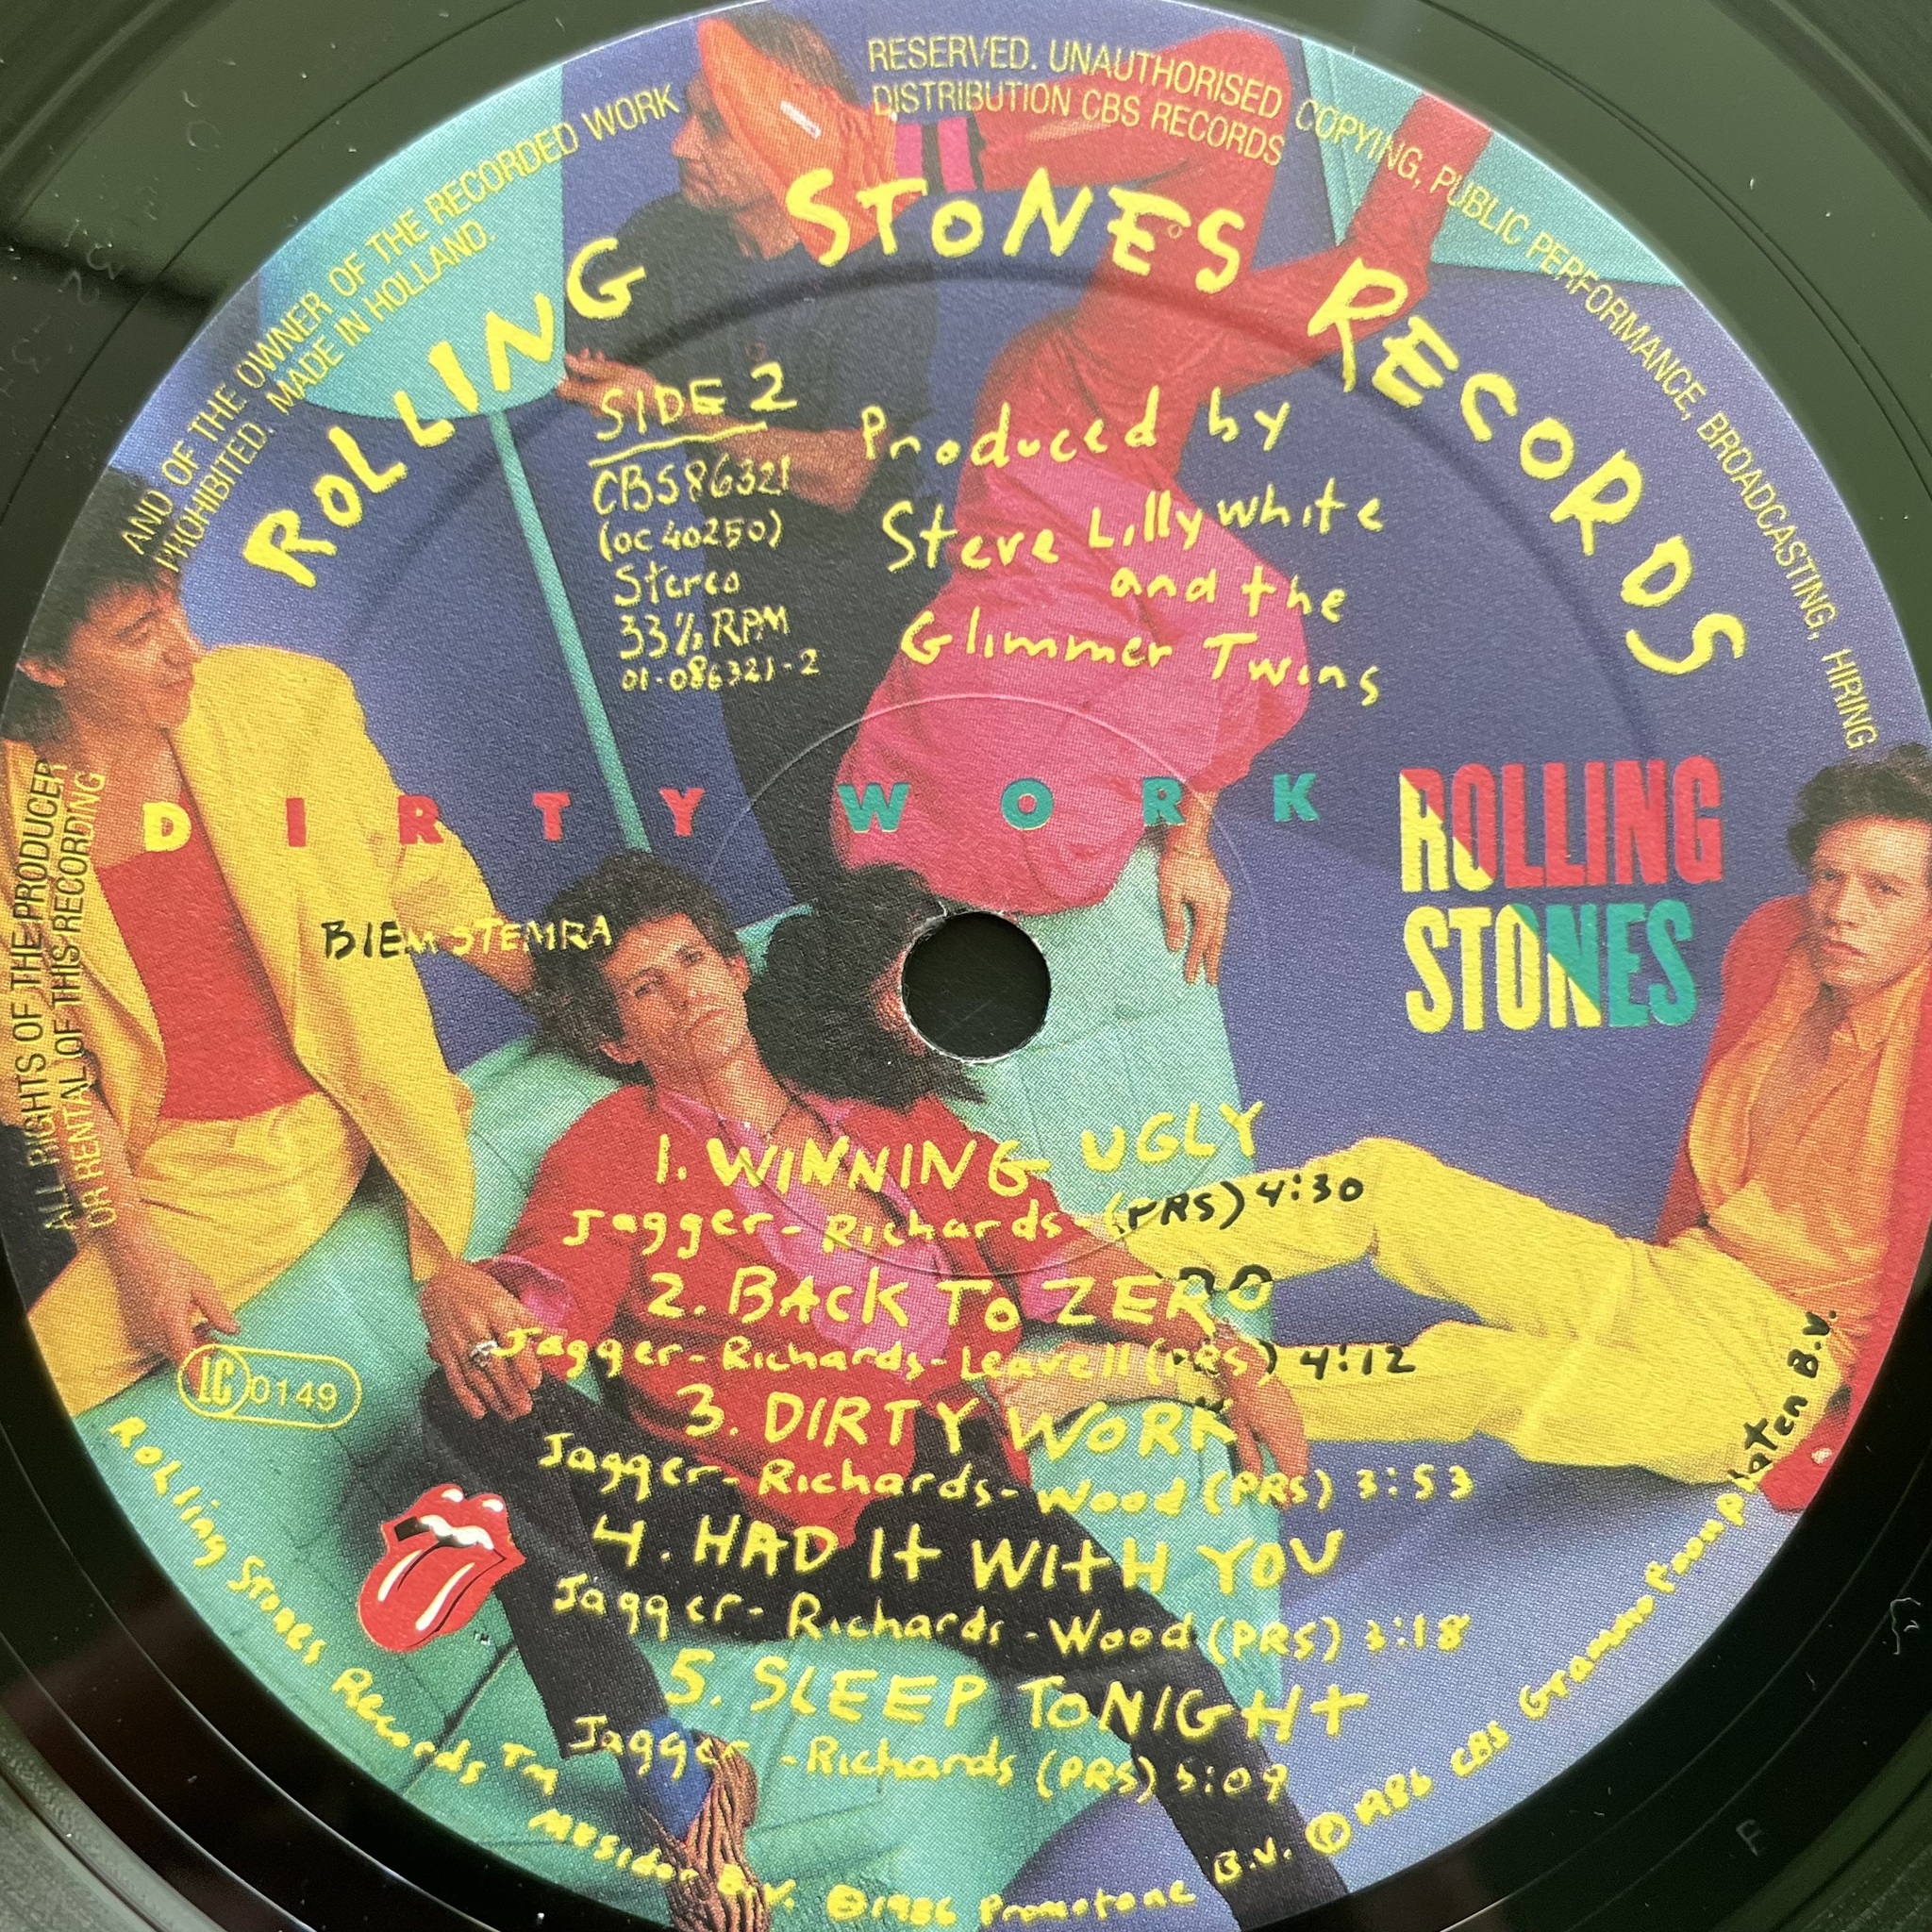 ALL RIGHTS OF THE PRODUCER AND OF THE OWNER OF THE RECORDED WORK RESERVED. UNAUTHORISED COPYING, PUBLIC PERFORMANCE, BROADCASTING, HIRING
OR RENTAL OF THIS RECORDING PROHIBITED. MADE IN HOLLAND. DISTRIBUTION CBS RECORDS
ROLLING STONES RECORDS
SIDE 2
CBS 86321
(OC 40250)
Stereo
33⅓ RPM
01-086321-2
Produced by
Steve Lillywhite
and the
Glimmer Twins
DIRTY WORK
ROLLING
STONES
BIEM STEMRA
1. WINNING UGLY
Jagger-Richards-(PRS) 4:30
2. BACK TO ZERO
Jagger-Richards-Leavell (PRS) 4:12
3. DIRTY WORK
Jagger-Richards-Wood (PRS) 3:53
4. HAD It WItH YOU
Jagger-Richards-Wood (PRS) 3:18
5. SLEEP TONIGHt
Jagger-Richards (PRS) 5:09
LC 0149
TM
Rolling Stones Records TM Musidor B.V. ©1986 Promotone B.V. ℗ 1986 CBS Grammofoonplaten B.V.
F